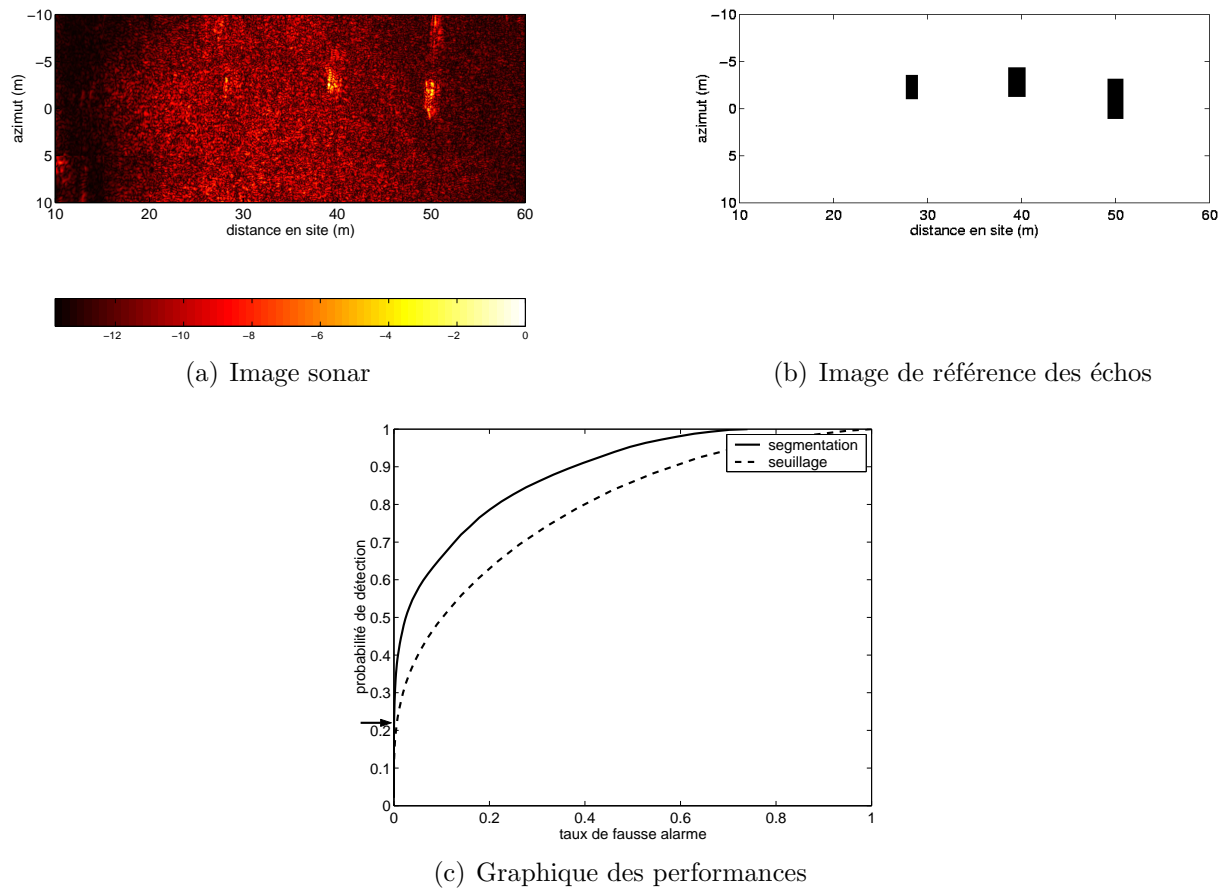 −10
−5
0
5
10
azimut (m)
10 20 30 40 50 60
distance en site (m)
−12 −10 −8 −6 −4 −2 0
(a) Image sonar
−10
−5
0
5
10
azimut (m)
10 20 30 40 50 60
distance en site (m)
(b) Image de référence des échos
1
0.9
0.8
0.7
0.6
0.5
0.4
0.3
0.2
0.1
0
probabilité de détection
segmentation
seuillage
0 0.2 0.4 0.6 0.8 1
taux de fausse alarme
(c) Graphique des performances